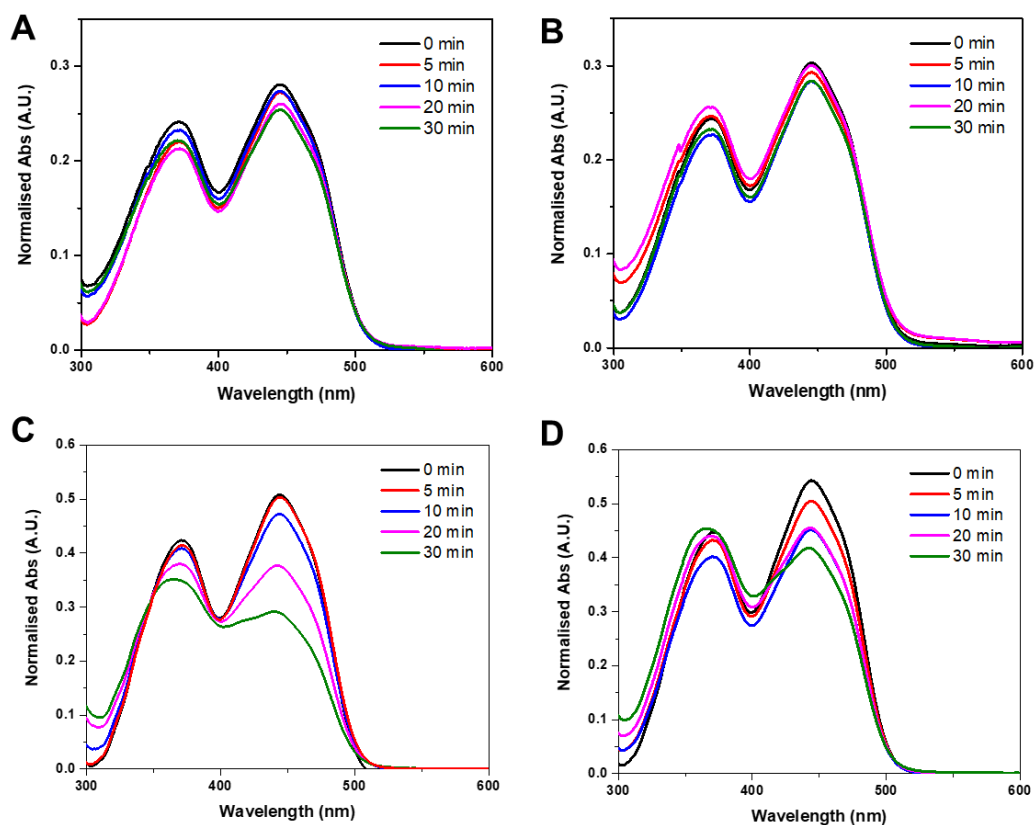 A
Normalised Abs (A.U.)
0.3
0.2
0.1
0.0
0 min
5 min
10 min
20 min
30 min
300
400
500
600
Wavelength (nm)
B
Normalised Abs (A.U.)
0.3
0.2
0.1
0.0
0 min
5 min
10 min
20 min
30 min
300
400
500
600
Wavelength (nm)
C
Normalised Abs (A.U.)
0.6
0.5
0.4
0.3
0.2
0.1
0.0
0 min
5 min
10 min
20 min
30 min
300
400
500
600
Wavelength (nm)
D
Normalised Abs (A.U.)
0.6
0.5
0.4
0.3
0.2
0.1
0.0
0 min
5 min
10 min
20 min
30 min
300
400
500
600
Wavelength (nm)